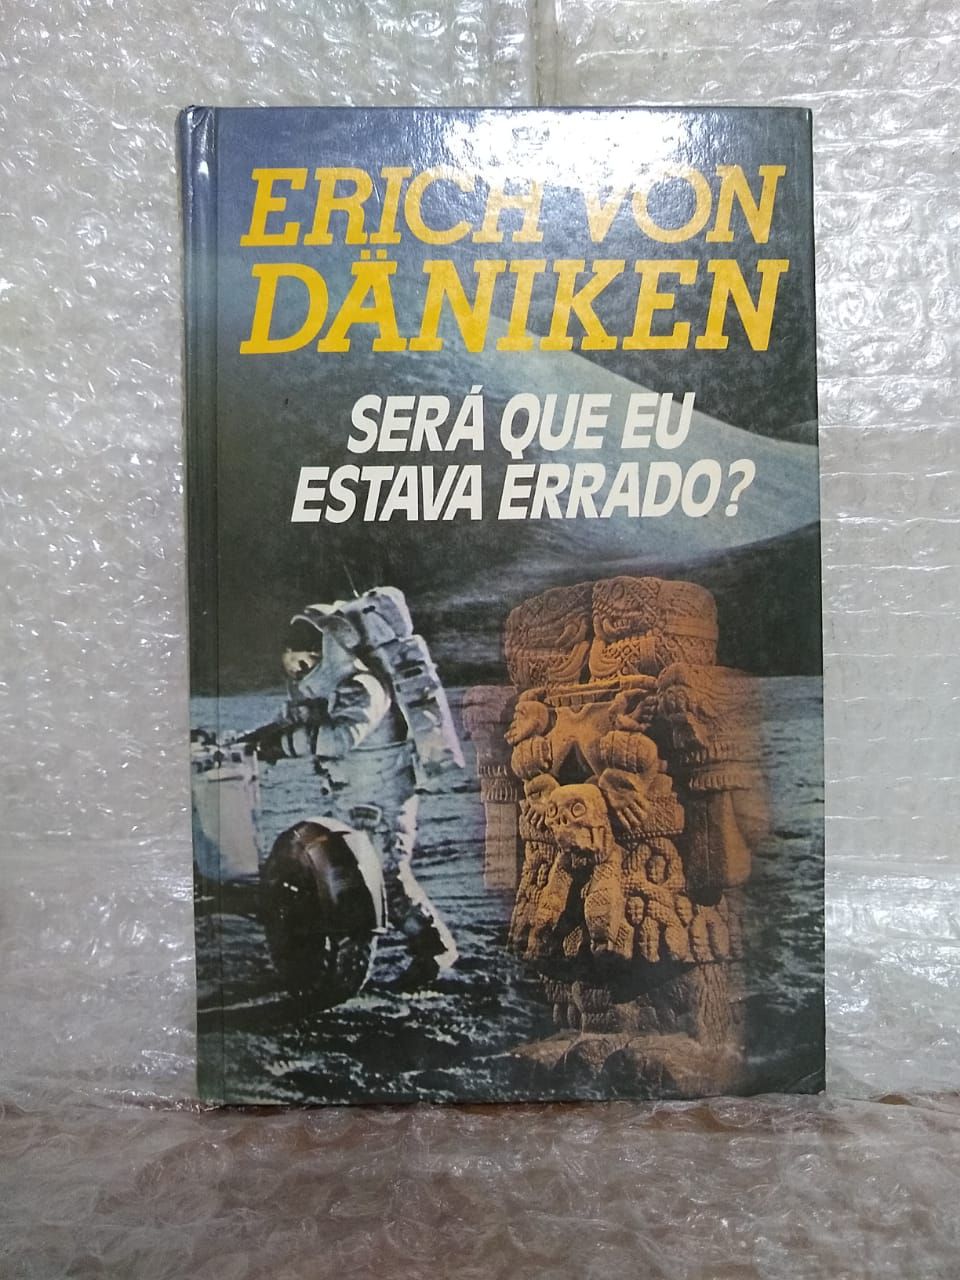 ERICH VON
DÄNIKEN
SERÁ QUE EU
ESTAVA ERRADO?